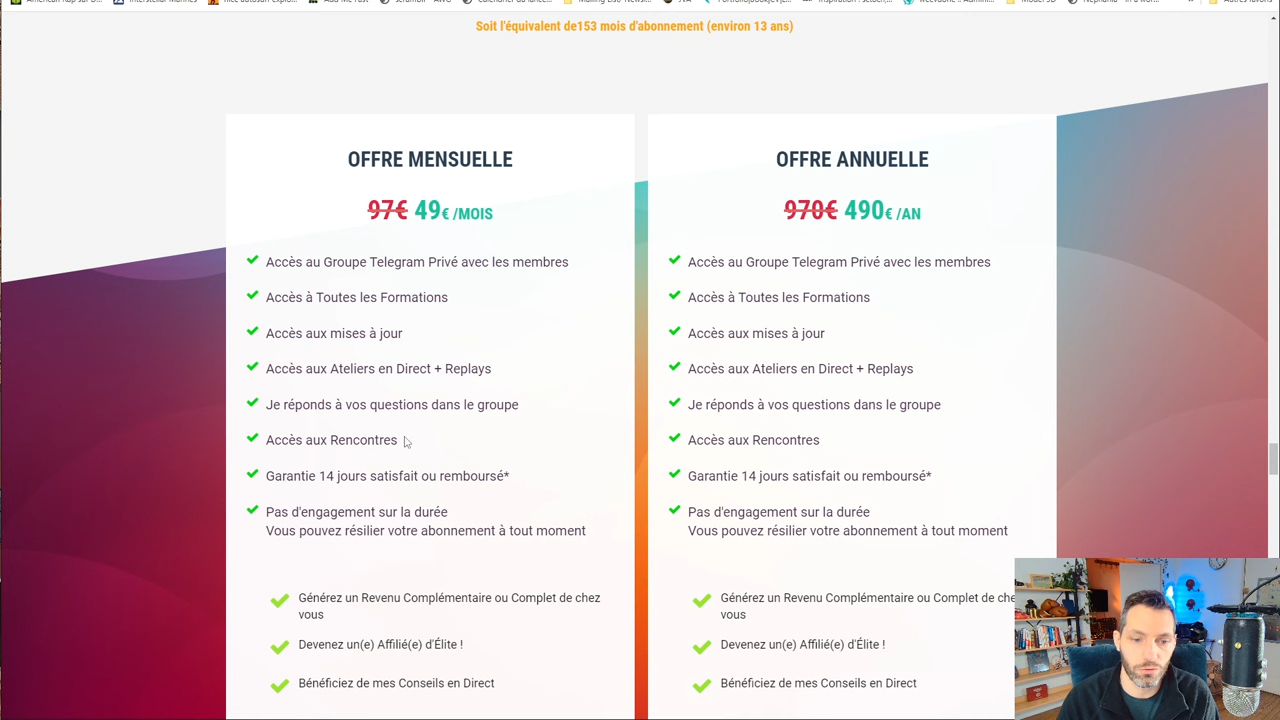 Soit l'équivalent de153 mois d'abonnement (environ 13 ans)
OFFRE MENSUELLE
97€ 49€ /MOIS
Accès au Groupe Telegram Privé avec les membres
Accès à Toutes les Formations
Accès aux mises à jour
Accès aux Ateliers en Direct + Replays
Je réponds à vos questions dans le groupe
Accès aux Rencontres
Garantie 14 jours satisfait ou remboursé*
Pas d'engagement sur la durée
Vous pouvez résilier votre abonnement à tout moment
Générez un Revenu Complémentaire ou Complet de chez
vous
Devenez un(e) Affilié(e) d'Élite !
Bénéficiez de mes Conseils en Direct
OFFRE ANNUELLE
970€ 490€ /AN
Accès au Groupe Telegram Privé avec les membres
Accès à Toutes les Formations
Accès aux mises à jour
Accès aux Ateliers en Direct + Replays
Je réponds à vos questions dans le groupe
Accès aux Rencontres
Garantie 14 jours satisfait ou remboursé*
Pas d'engagement sur la durée
Vous pouvez résilier votre abonnement à tout moment
Générez un Revenu Complémentaire ou Complet de che
vous
Devenez un(e) Affilié(e) d'Élite !
Bénéficiez de mes Conseils en Direct